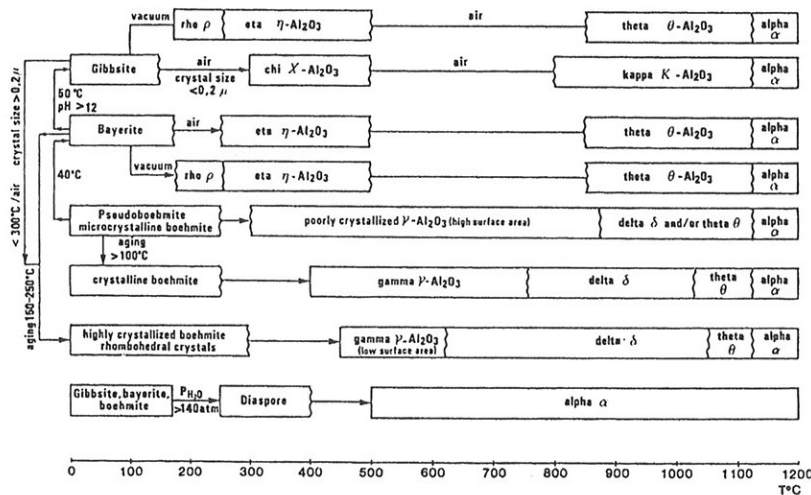 vacuum
rho ρ
eta η-Al2O3
air
theta θ-Al2O3
alpha
α
Gibbsite
air
crystal size
<0,2 μ
chi X-Al2O3
air
kappa K-Al2O3
alpha
α
50°C
pH >12
Bayerite
air
eta η-Al2O3
theta θ-Al2O3
alpha
α
vacuum
rho ρ
eta η-Al2O3
theta θ-Al2O3
alpha
α
40°C
<300°C/air crystal size>0,2μ
Pseudoboehmite
microcrystalline boehmite
poorly crystallized γ-Al2O3 (high surface area)
delta δ and/or theta θ
alpha
α
aging
>100°C
crystalline boehmite
gamma γ-Al2O3
delta δ
theta
θ
alpha
α
aging 150-250°C
highly crystallized boehmite
rhombohedral crystals
gamma γ-Al2O3
(low surface area)
delta δ
theta
θ
alpha
α
Gibbsite, bayerite,
boehmite
PH2O
>140atm
Diaspore
alpha α
0 100 200 300 400 500 600 700 800 900 1000 1100 1200
T°C